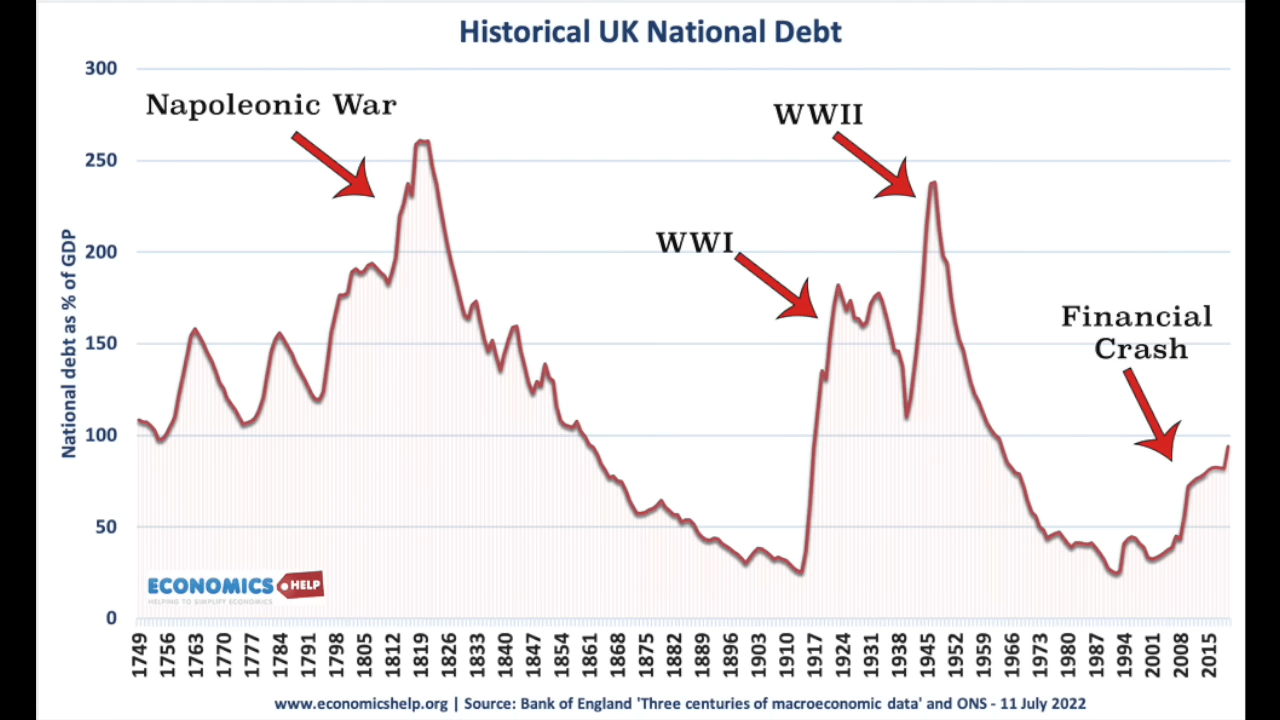 Historical UK National Debt
National debt as % of GDP
300
250
200
150
100
50
0
Napoleonic War
WWI
WWII
Financial
Crash
ECONOMICS HELP
HELPING TO SIMPLIFY ECONOMICS
1749 1756 1763 1770 1777 1784 1791 1798 1805 1812 1819 1826 1833 1840 1847 1854 1861 1868 1875 1882 1889 1896 1903 1910 1917 1924 1931 1938 1945 1952 1959 1966 1973 1980 1987 1994 2001 2008 2015
www.economicshelp.org | Source: Bank of England 'Three centuries of macroeconomic data' and ONS - 11 July 2022